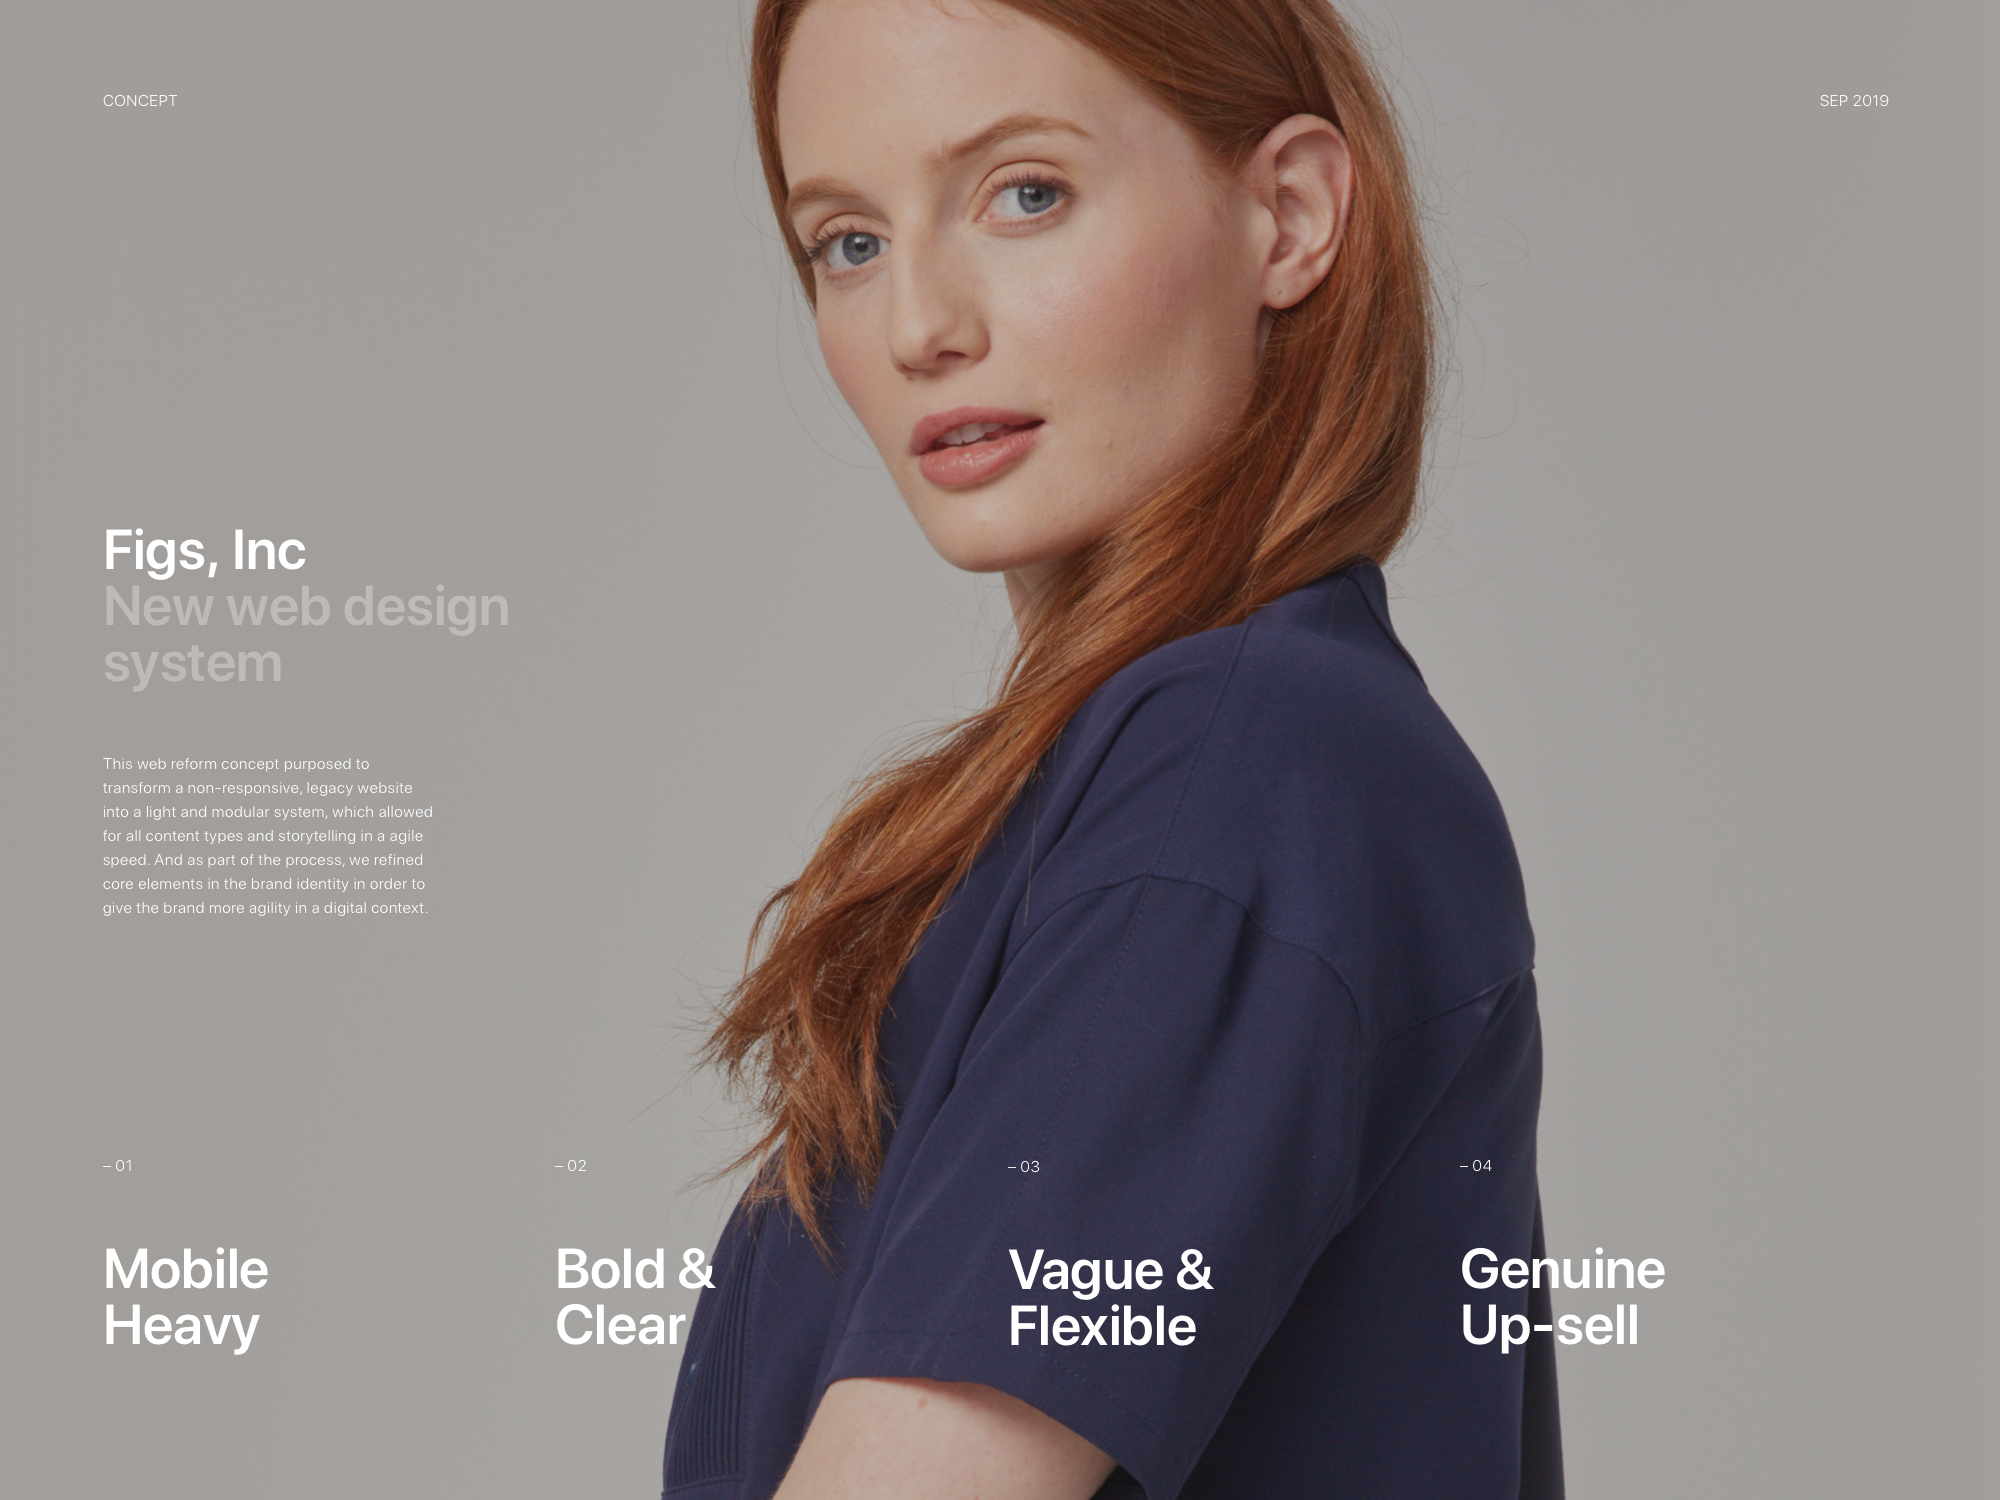 CONCEPT
SEP 2019
Figs, Inc
New web design
system
This web reform concept purposed to
transform a non-responsive, legacy website
into a light and modular system, which allowed
for all content types and storytelling in a agile
speed. And as part of the process, we refined
core elements in the brand identity in order to
give the brand more agility in a digital context.
– 01
Mobile
Heavy
– 02
Bold &
Clear
– 03
Vague &
Flexible
– 04
Genuine
Up-sell